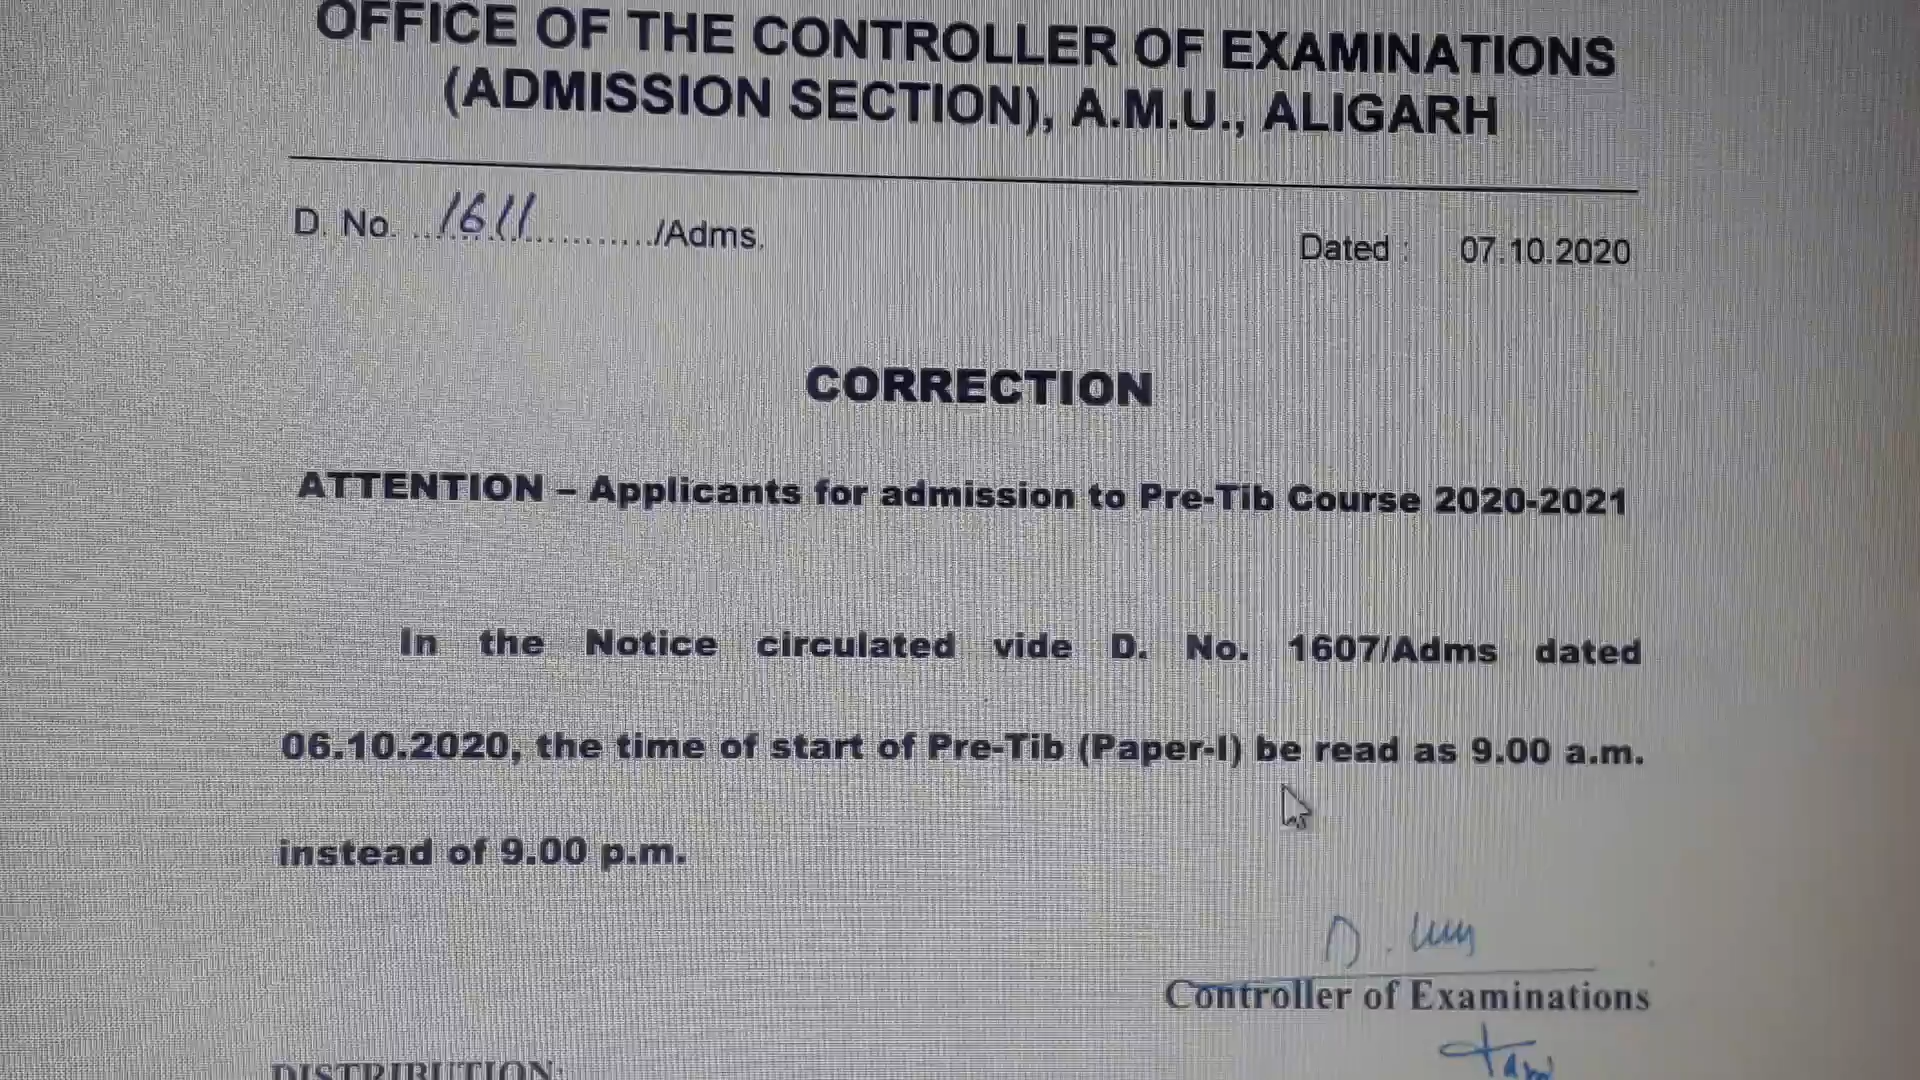 OFFICE OF THE CONTROLLER OF EXAMINATIONS
(ADMISSION SECTION), A.M.U., ALIGARH
D. No. 1611 /Adms.
Dated : 07.10.2020
CORRECTION
ATTENTION – Applicants for admission to Pre-Tib Course 2020-2021
In the Notice circulated vide D. No. 1607/Adms dated
06.10.2020, the time of start of Pre-Tib (Paper-I) be read as 9.00 a.m.
instead of 9.00 p.m.
Controller of Examinations
DISTRIBUTION: